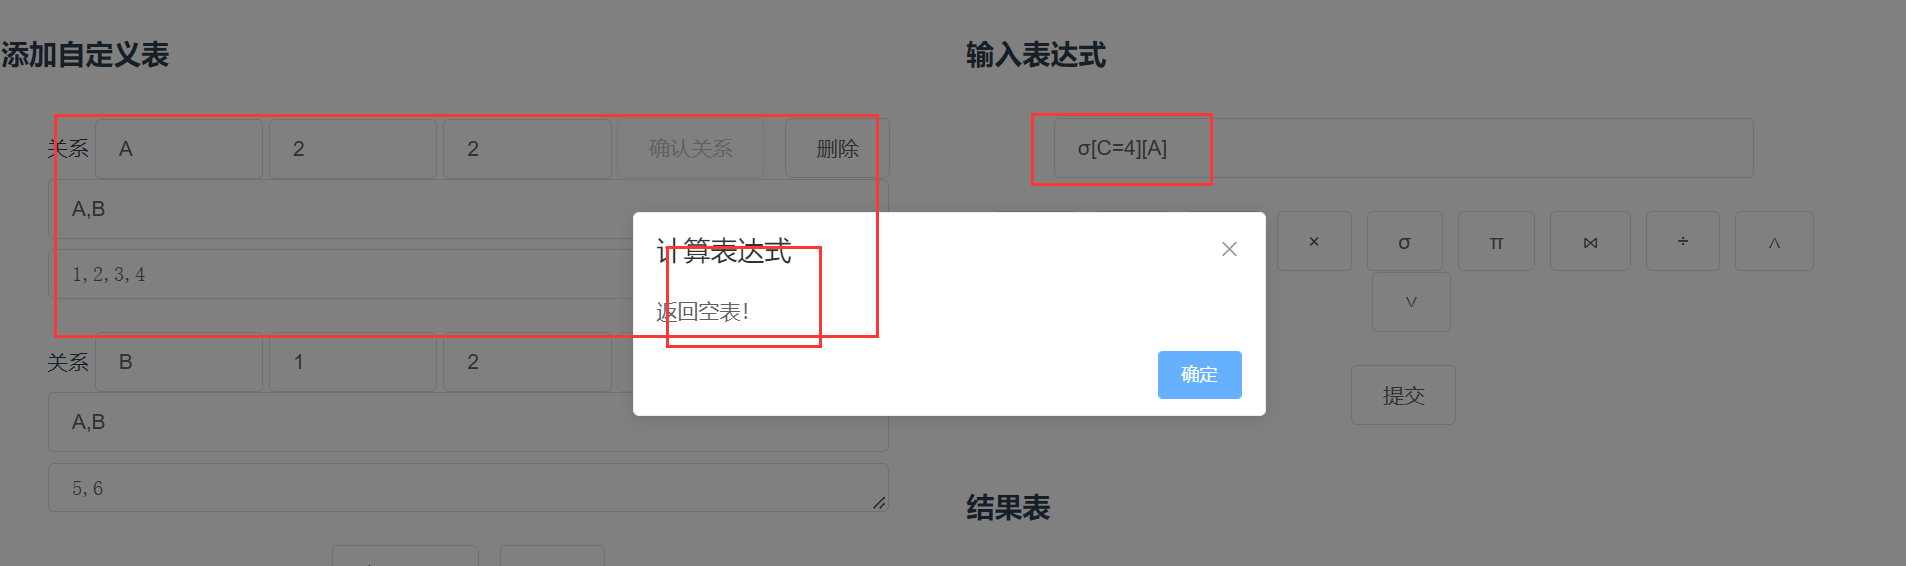 添加自定义表
输入表达式
关系 A 2 2 确认关系 删除
σ[C=4][A]
A,B
× σ π ⋈ ÷ ∧
计算表达式
1,2,3,4
∨
返回空表!
关系 B 1 2
确定
提交
A,B
5,6
结果表